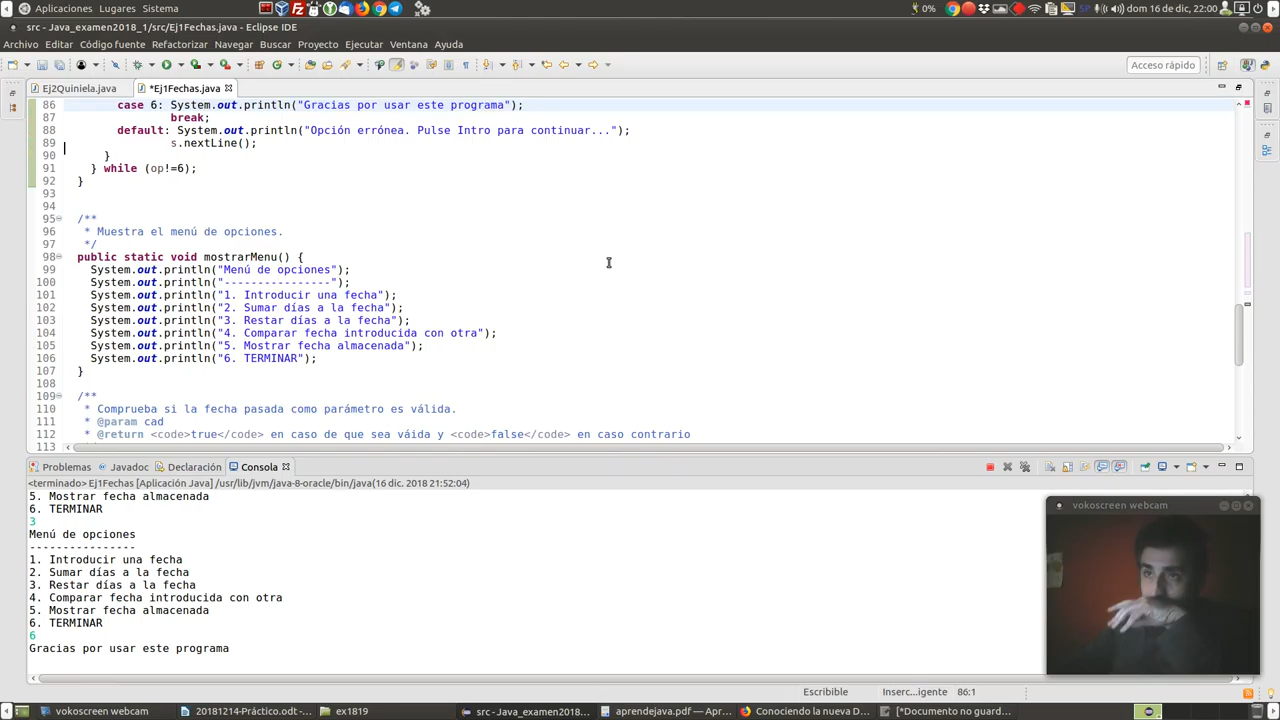 Aplicaciones Lugares Sistema
0% SP dom 16 de dic, 22:00
src - Java_examen2018_1/src/Ej1Fechas.java - Eclipse IDE
Archivo Editar Código fuente Refactorizar Navegar Buscar Proyecto Ejecutar Ventana Ayuda
Acceso rápido
Ej2Quiniela.java *Ej1Fechas.java
86 case 6: System.out.println("Gracias por usar este programa");
87 break;
88 default: System.out.println("Opción errónea. Pulse Intro para continuar...");
89 s.nextLine();
90 }
91 } while (op!=6);
92 }
93
94
95 /**
96 * Muestra el menú de opciones.
97 */
98 public static void mostrarMenu() {
99 System.out.println("Menú de opciones");
100 System.out.println("----------------");
101 System.out.println("1. Introducir una fecha");
102 System.out.println("2. Sumar días a la fecha");
103 System.out.println("3. Restar días a la fecha");
104 System.out.println("4. Comparar fecha introducida con otra");
105 System.out.println("5. Mostrar fecha almacenada");
106 System.out.println("6. TERMINAR");
107 }
108
109 /**
110 * Comprueba si la fecha pasada como parámetro es válida.
111 * @param cad
112 * @return <code>true</code> en caso de que sea váida y <code>false</code> en caso contrario
113
Problemas Javadoc Declaración Consola
<terminado> Ej1Fechas [Aplicación Java] /usr/lib/jvm/java-8-oracle/bin/java(16 dic. 2018 21:52:04)
5. Mostrar fecha almacenada
6. TERMINAR
3
Menú de opciones
----------------
1. Introducir una fecha
2. Sumar días a la fecha
3. Restar días a la fecha
4. Comparar fecha introducida con otra
5. Mostrar fecha almacenada
6. TERMINAR
6
Gracias por usar este programa
vokoscreen webcam
Escribible Inserc...igente 86:1
vokoscreen webcam 20181214-Práctico.odt -... ex1819 src - Java_examen2018... aprendejava.pdf — Apr... Conociendo la nueva D... [*Documento no guard...